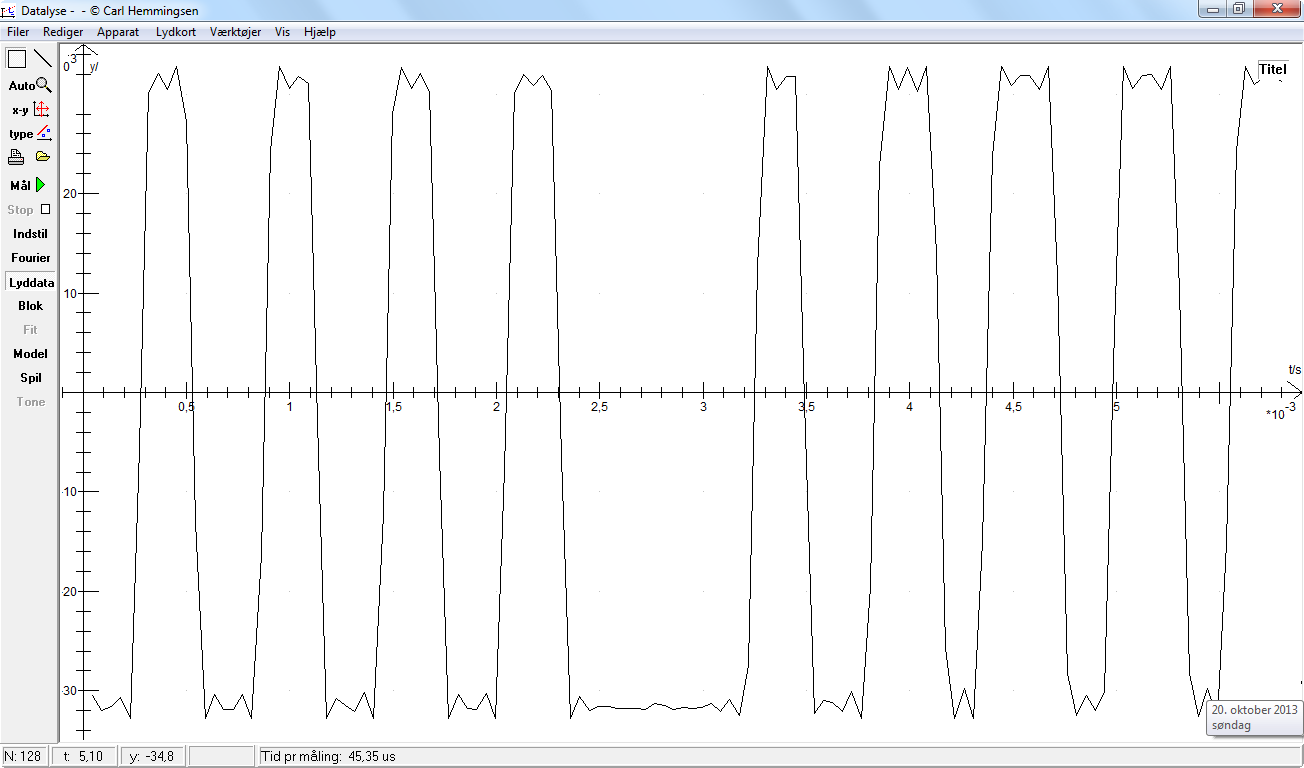 Datalyse - - © Carl Hemmingsen
Filer Rediger Apparat Lydkort Værktøjer Vis Hjælp
Auto
x-y
type
Mål
Stop
Indstil
Fourier
Lyddata
Blok
Fit
Model
Spil
Tone
3
0 y/
Titel
20
10
t/s
0,5 1 1,5 2 2,5 3 3,5 4 4,5 5
*10 -3
-10
20
30
20. oktober 2013
søndag
N: 128 t: 5,10 y: -34,8 Tid pr måling: 45,35 us